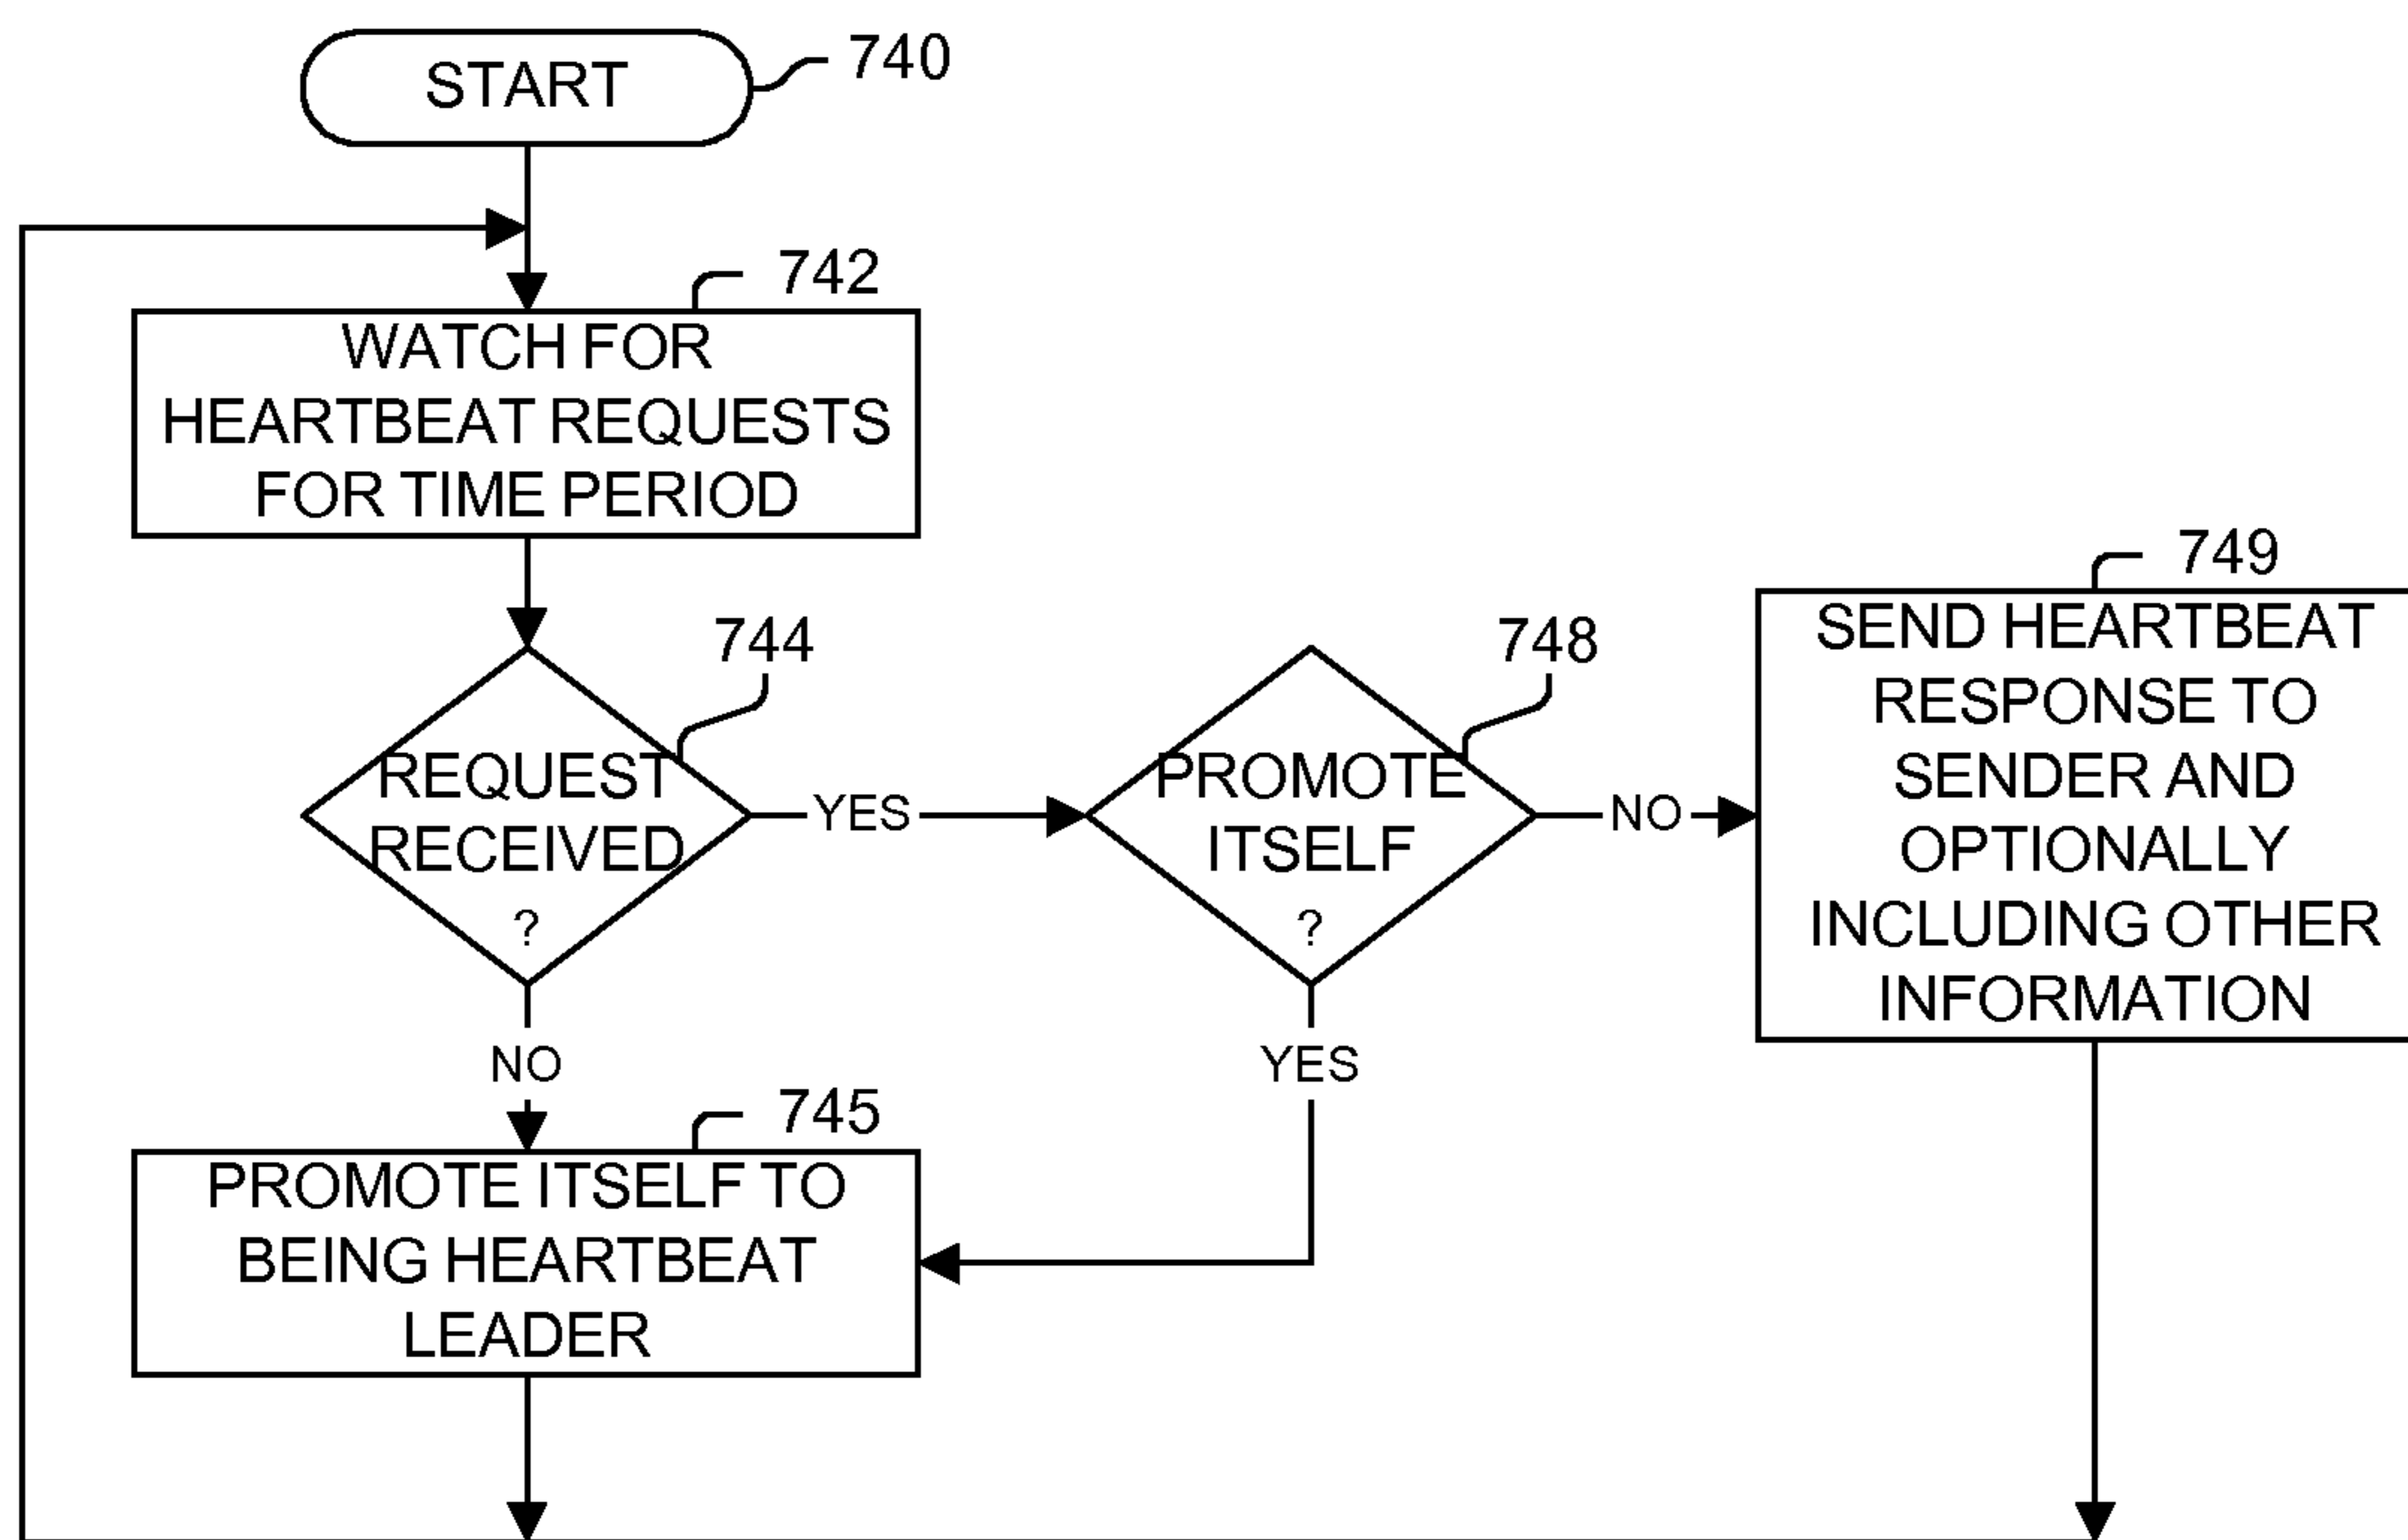 START
740
742
WATCH FOR
HEARTBEAT REQUESTS
FOR TIME PERIOD
744
REQUEST
RECEIVED
?
YES
NO
748
PROMOTE
ITSELF
?
NO
YES
749
SEND HEARTBEAT
RESPONSE TO
SENDER AND
OPTIONALLY
INCLUDING OTHER
INFORMATION
745
PROMOTE ITSELF TO
BEING HEARTBEAT
LEADER